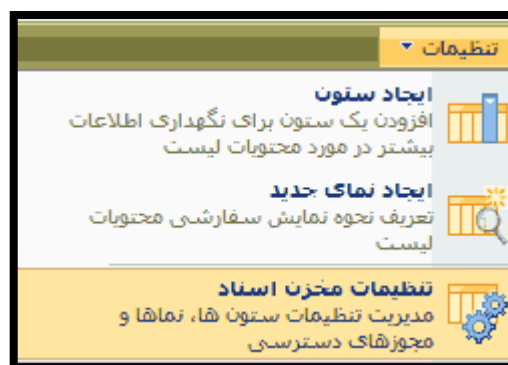 تنظیمات
ایجاد ستون
افزودن یک ستون برای نگهداری اطلاعات
بیشتر در مورد محتویات لیست
ایجاد نمای جدید
تعریف نحوه نمایش سفارشی محتویات
لیست
تنظیمات مخزن اسناد
مدیریت تنظیمات ستون ها، نماها و
مجوزهای دسترسی